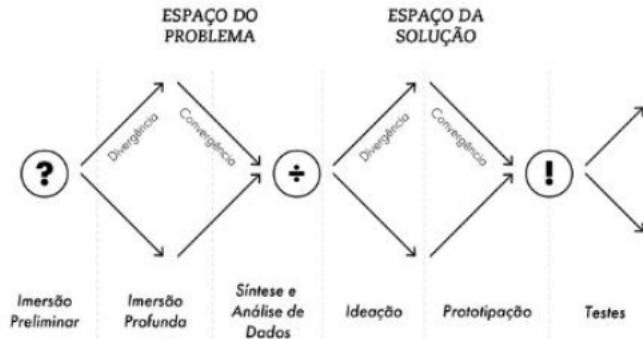 ESPAÇO DO
PROBLEMA
ESPAÇO DA
SOLUÇÃO
Divergência
Convergência
Divergência
Convergência
?
÷
!
Imersão
Preliminar
Imersão
Profunda
Síntese e
Análise de
Dados
Ideação
Prototipação
Testes